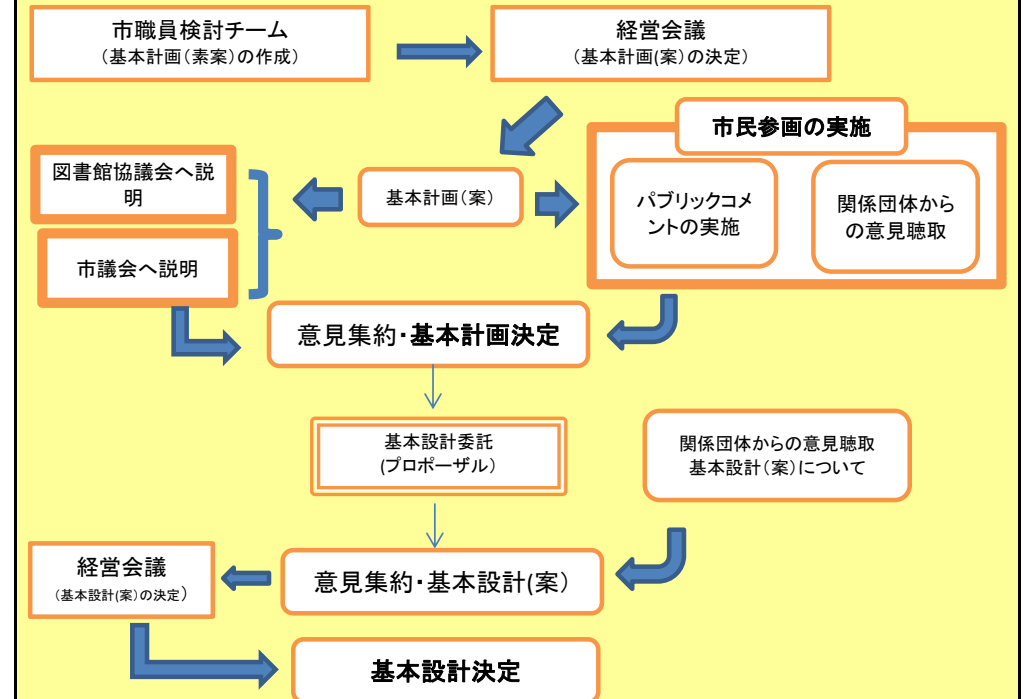 市職員検討チーム
（基本計画（素案）の作成）
経営会議
（基本計画(案）の決定）
市民参画の実施
図書館協議会へ説
明
基本計画（案）
パブリックコメ
ントの実施
関係団体から
の意見聴取
市議会へ説明
意見集約・基本計画決定
基本設計委託
(プロポーザル）
関係団体からの意見聴取
基本設計（案）について
経営会議
（基本設計(案）の決定）
意見集約・基本設計(案）
基本設計決定